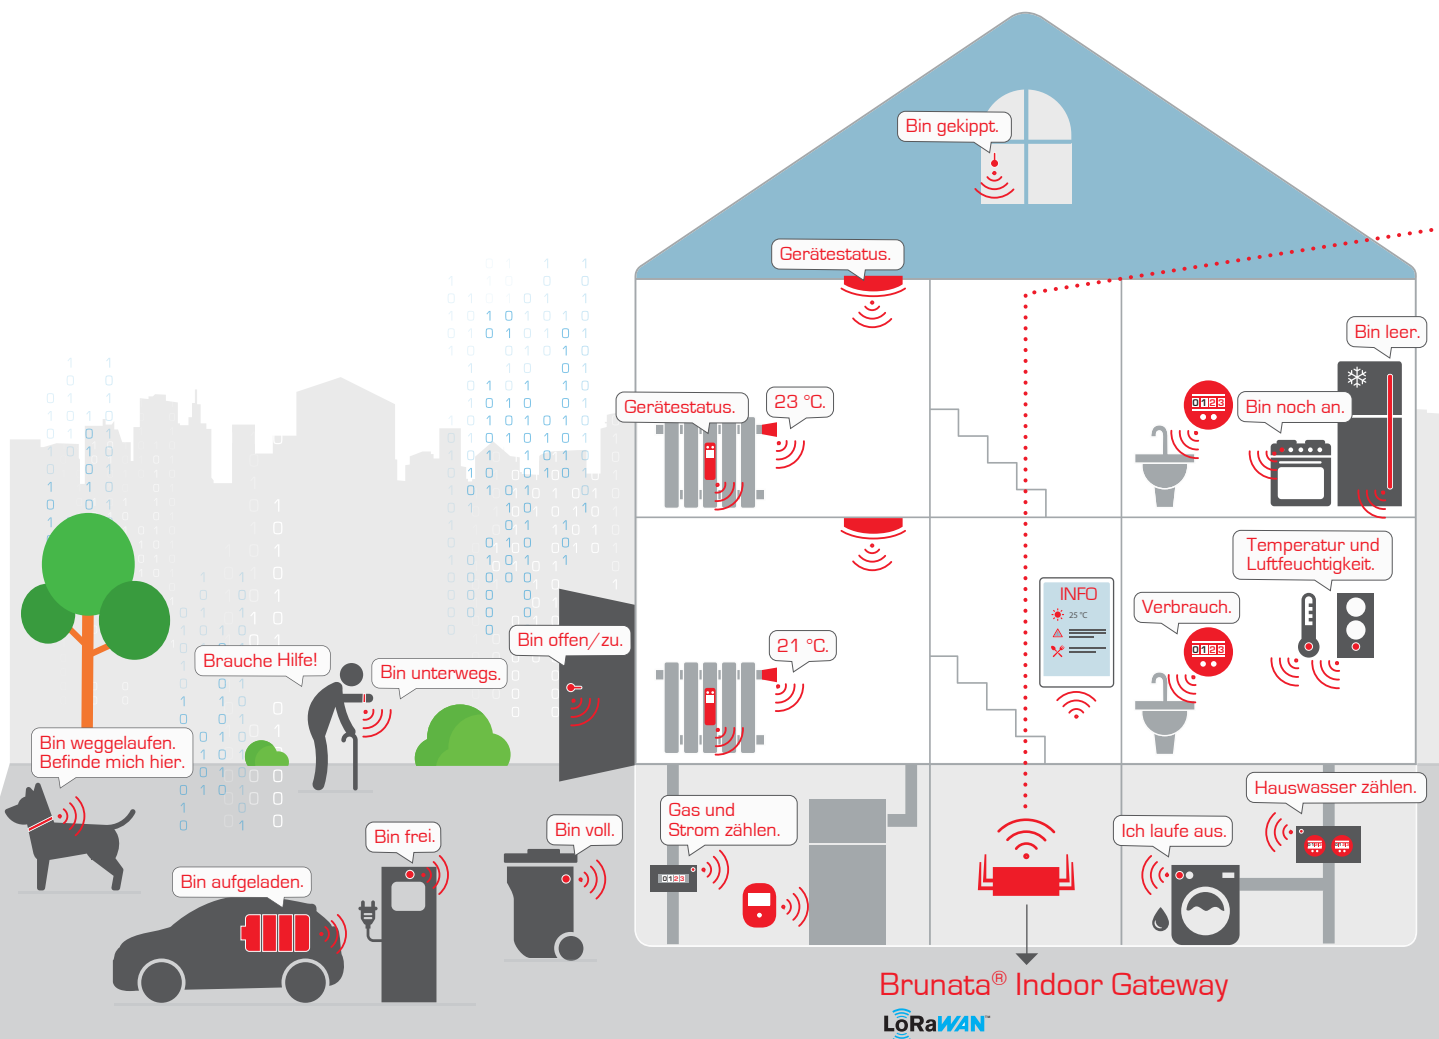 Bin gekippt.
Gerätestatus.
Bin leer.
Gerätestatus.
23 °C.
0123
Bin noch an.
Temperatur und
Luftfeuchtigkeit.
INFO
25 °C
Verbrauch.
0123
Bin offen/zu.
21 °C.
Brauche Hilfe!
Bin unterwegs.
Bin weggelaufen.
Befinde mich hier.
Hauswasser zählen.
Gas und
Strom zählen.
0123
Ich laufe aus.
Bin frei.
Bin voll.
Bin aufgeladen.
Brunata® Indoor Gateway
LoRaWAN™